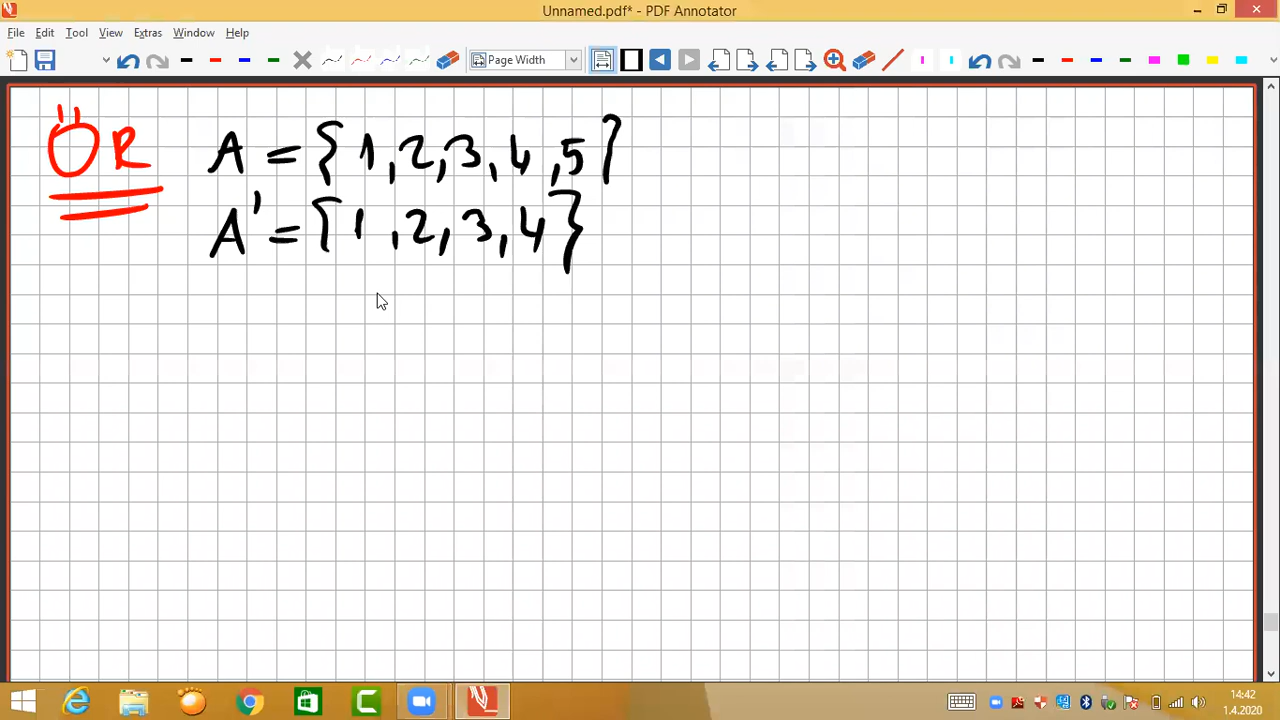 Unnamed.pdf* - PDF Annotator
File Edit Tool View Extras Window Help
Page Width
ÖR A = { 1, 2, 3, 4, 5 }
A' = { 1, 2, 3, 4 }
14:42
1.4.2020